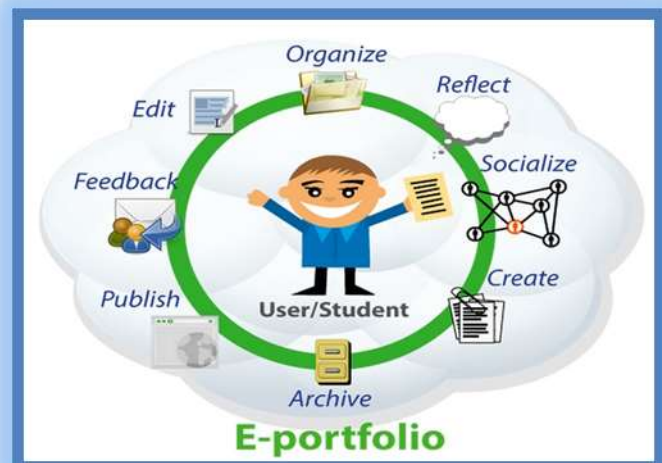 Organize
Reflect
Edit
Socialize
Feedback
Create
Publish
User/Student
Archive
E-portfolio